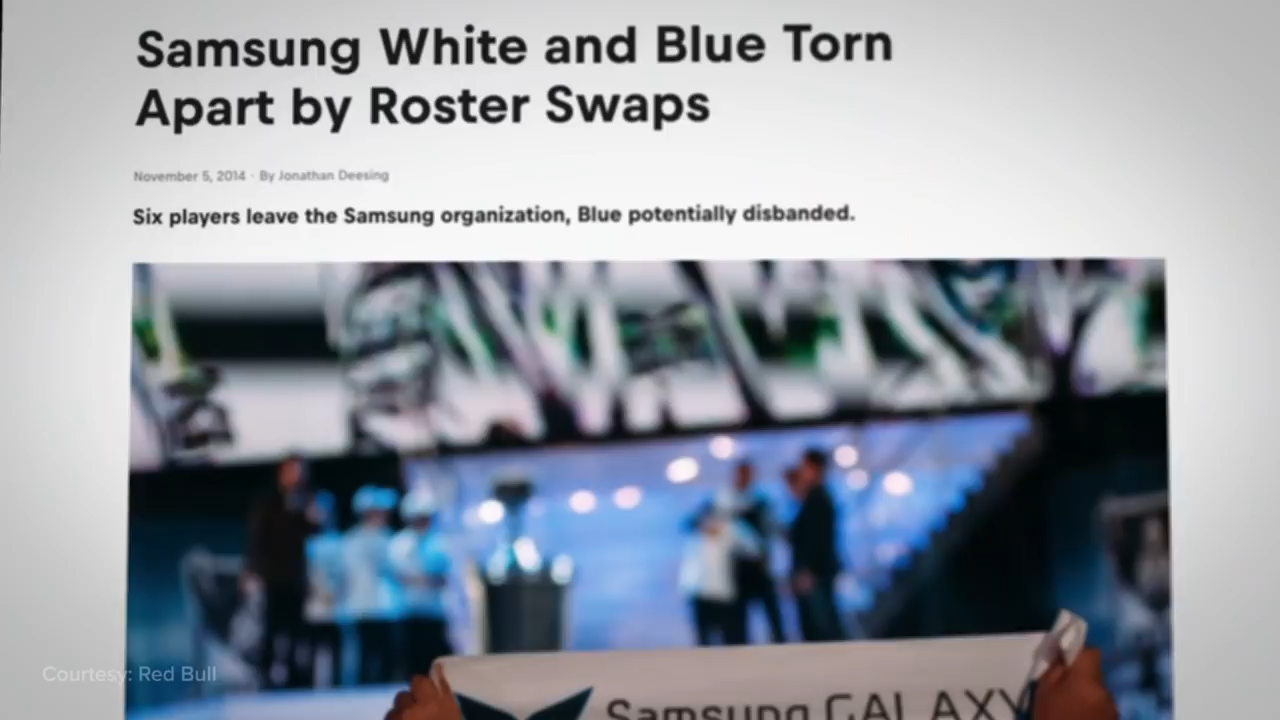 Samsung White and Blue Torn
Apart by Roster Swaps
November 5, 2014 · By Jonathan Deesing
Six players leave the Samsung organization, Blue potentially disbanded.
Samsung GALAXY
Courtesy: Red Bull